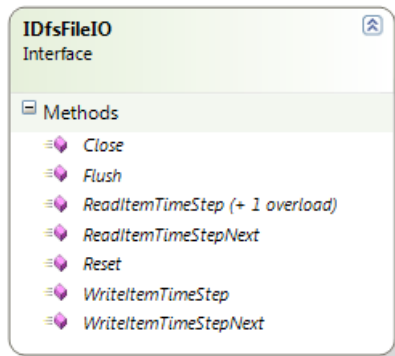 IDfsFileIO
Interface
Methods
Close
Flush
ReadItemTimeStep (+ 1 overload)
ReadItemTimeStepNext
Reset
WriteItemTimeStep
WriteItemTimeStepNext